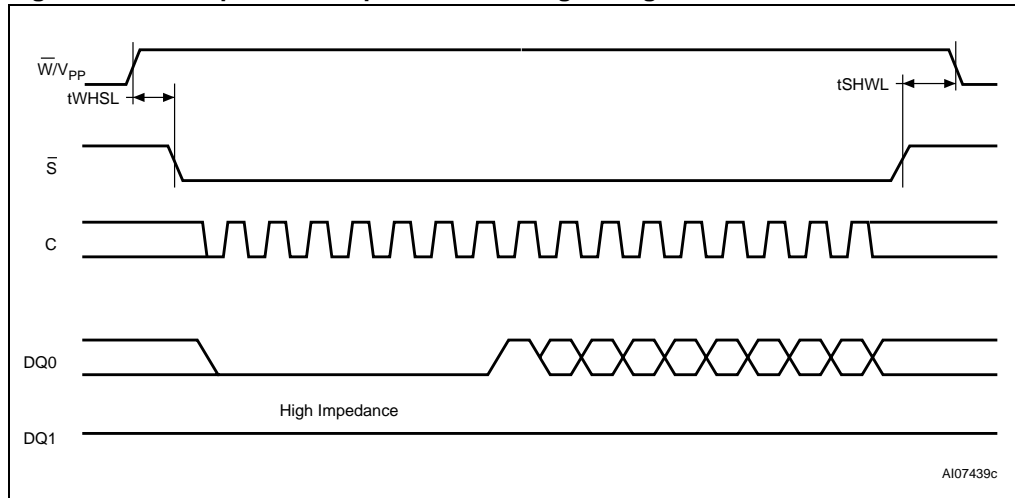 W̅/VPP
tWHSL
tSHWL
S̅
C
DQ0
High Impedance
DQ1
AI07439c